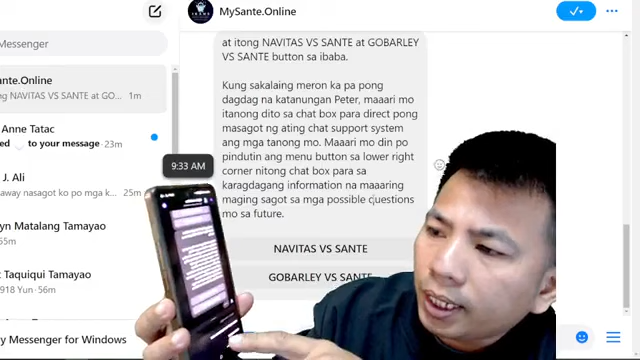 MySante.Online
Messenger
nte.Online
ng NAVITAS VS SANTE at GO... 1m
Anne Tatac
ed to your message · 23m
J. Ali
away nasagot ko po mga k... 25m
yn Matalang Tamayao
55m
t Taquiqui Tamayao
918 Yun · 56m
y Messenger for Windows
9:33 AM
at itong NAVITAS VS SANTE at GOBARLEY
VS SANTE button sa ibaba.
Kung sakalaing meron ka pa pong
dagdag na katanungan Peter, maaari mo
itanong dito sa chat box para direct pong
masagot ng ating chat support system
ang mga tanong mo. Maaari mo din po
pindutin ang menu button sa lower right
corner nitong chat box para sa
karagdagang information na maaaring
maging sagot sa mga possible questions
mo sa future.
NAVITAS VS SANTE
GOBARLEY VS SANTE